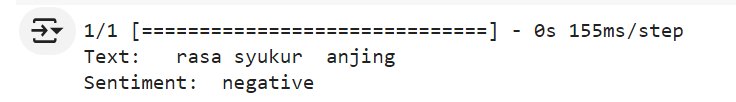 1/1 [==============================] - 0s 155ms/step
Text:   rasa syukur  anjing
Sentiment:  negative